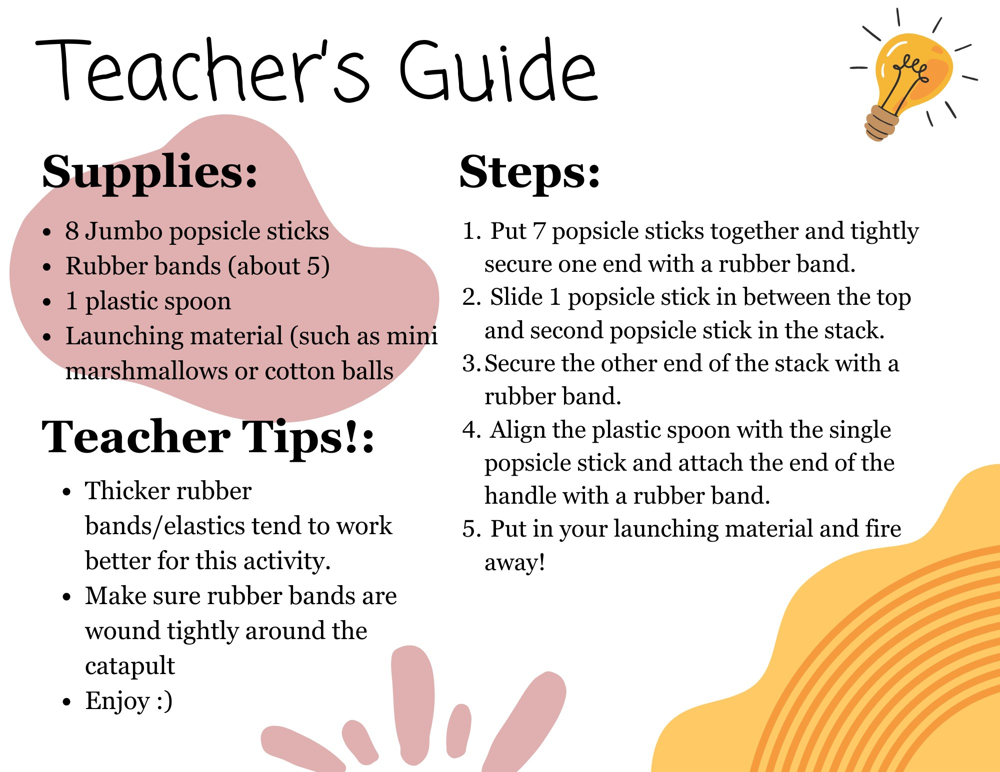 Teacher's Guide
Supplies:
• 8 Jumbo popsicle sticks
• Rubber bands (about 5)
• 1 plastic spoon
• Launching material (such as mini
marshmallows or cotton balls
Teacher Tips!:
• Thicker rubber
bands/elastics tend to work
better for this activity.
• Make sure rubber bands are
wound tightly around the
catapult
• Enjoy :)
Steps:
1. Put 7 popsicle sticks together and tightly
secure one end with a rubber band.
2. Slide 1 popsicle stick in between the top
and second popsicle stick in the stack.
3. Secure the other end of the stack with a
rubber band.
4. Align the plastic spoon with the single
popsicle stick and attach the end of the
handle with a rubber band.
5. Put in your launching material and fire
away!